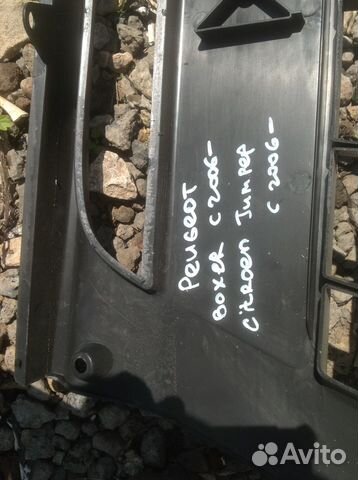 PEUGEOT
BOXER C 2006-
Citroen Jumper
C 2006-
Avito